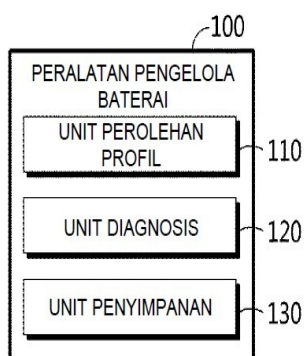 100
PERALATAN PENGELOLA
BATERAI
UNIT PEROLEHAN
PROFIL
110
UNIT DIAGNOSIS
120
UNIT PENYIMPANAN
130